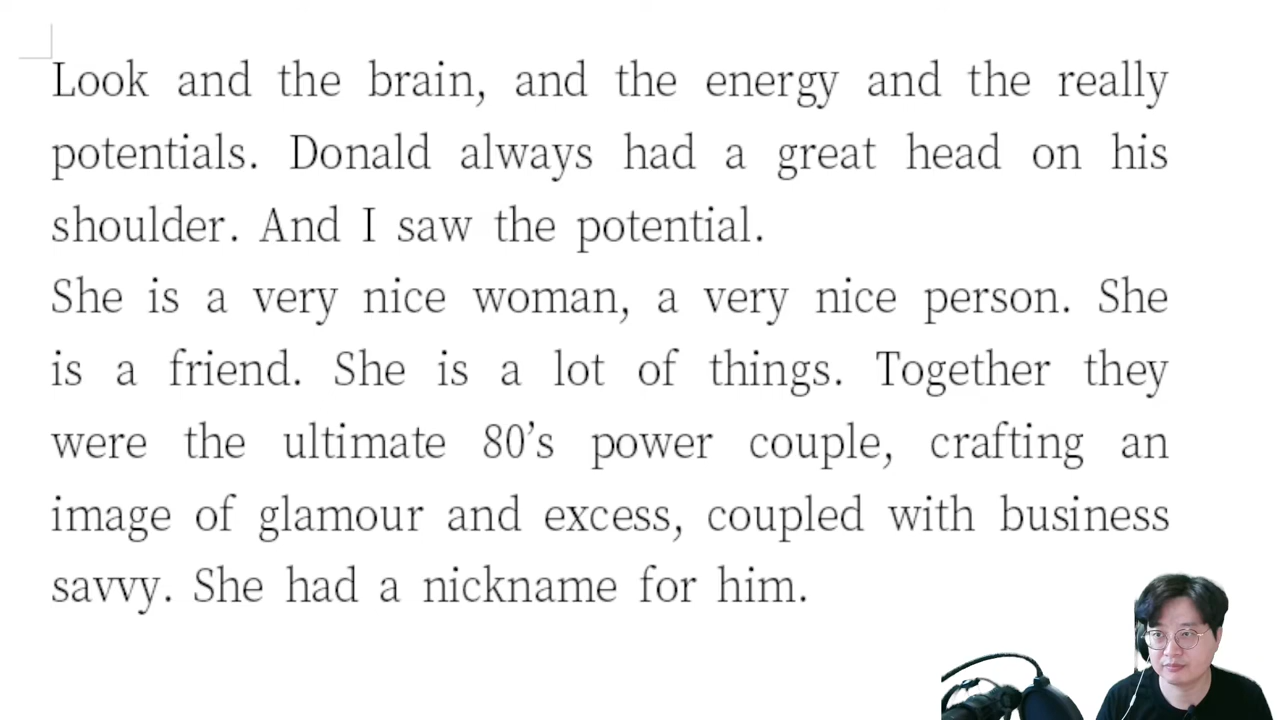 Look and the brain, and the energy and the really
potentials. Donald always had a great head on his
shoulder. And I saw the potential.
She is a very nice woman, a very nice person. She
is a friend. She is a lot of things. Together they
were the ultimate 80’s power couple, crafting an
image of glamour and excess, coupled with business
savvy. She had a nickname for him.